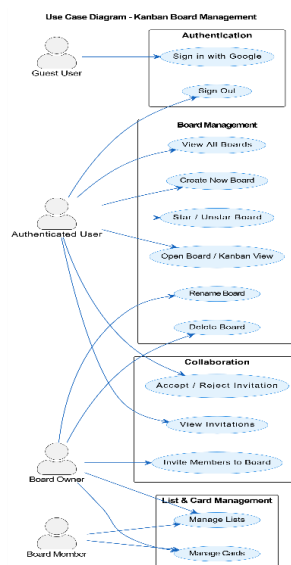 Use Case Diagram - Kanban Board Management
Authentication
Guest User
Sign in with Google
Sign Out
Board Management
View All Boards
Create New Board
Authenticated User
Star / Unstar Board
Open Board / Kanban View
Rename Board
Delete Board
Collaboration
Accept / Reject Invitation
View Invitations
Board Owner
Invite Members to Board
List & Card Management
Manage Lists
Board Member
Manage Cards